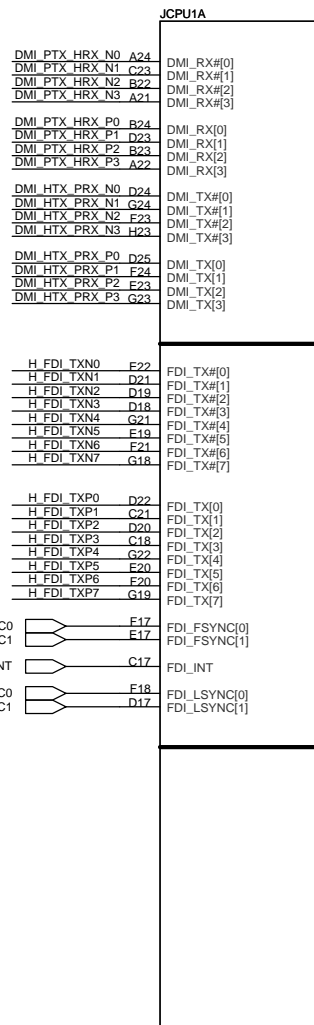 JCPU1A
DMI_PTX_HRX_N0 A24 DMI_RX#[0]
DMI_PTX_HRX_N1 C23 DMI_RX#[1]
DMI_PTX_HRX_N2 B22 DMI_RX#[2]
DMI_PTX_HRX_N3 A21 DMI_RX#[3]
DMI_PTX_HRX_P0 B24 DMI_RX[0]
DMI_PTX_HRX_P1 D23 DMI_RX[1]
DMI_PTX_HRX_P2 B23 DMI_RX[2]
DMI_PTX_HRX_P3 A22 DMI_RX[3]
DMI_HTX_PRX_N0 D24 DMI_TX#[0]
DMI_HTX_PRX_N1 G24 DMI_TX#[1]
DMI_HTX_PRX_N2 F23 DMI_TX#[2]
DMI_HTX_PRX_N3 H23 DMI_TX#[3]
DMI_HTX_PRX_P0 D25 DMI_TX[0]
DMI_HTX_PRX_P1 F24 DMI_TX[1]
DMI_HTX_PRX_P2 E23 DMI_TX[2]
DMI_HTX_PRX_P3 G23 DMI_TX[3]
H_FDI_TXN0 E22 FDI_TX#[0]
H_FDI_TXN1 D21 FDI_TX#[1]
H_FDI_TXN2 D19 FDI_TX#[2]
H_FDI_TXN3 D18 FDI_TX#[3]
H_FDI_TXN4 G21 FDI_TX#[4]
H_FDI_TXN5 E19 FDI_TX#[5]
H_FDI_TXN6 F21 FDI_TX#[6]
H_FDI_TXN7 G18 FDI_TX#[7]
H_FDI_TXP0 D22 FDI_TX[0]
H_FDI_TXP1 C21 FDI_TX[1]
H_FDI_TXP2 D20 FDI_TX[2]
H_FDI_TXP3 C18 FDI_TX[3]
H_FDI_TXP4 G22 FDI_TX[4]
H_FDI_TXP5 E20 FDI_TX[5]
H_FDI_TXP6 F20 FDI_TX[6]
H_FDI_TXP7 G19 FDI_TX[7]
C0 F17 FDI_FSYNC[0]
C1 E17 FDI_FSYNC[1]
NT C17 FDI_INT
C0 F18 FDI_LSYNC[0]
C1 D17 FDI_LSYNC[1]